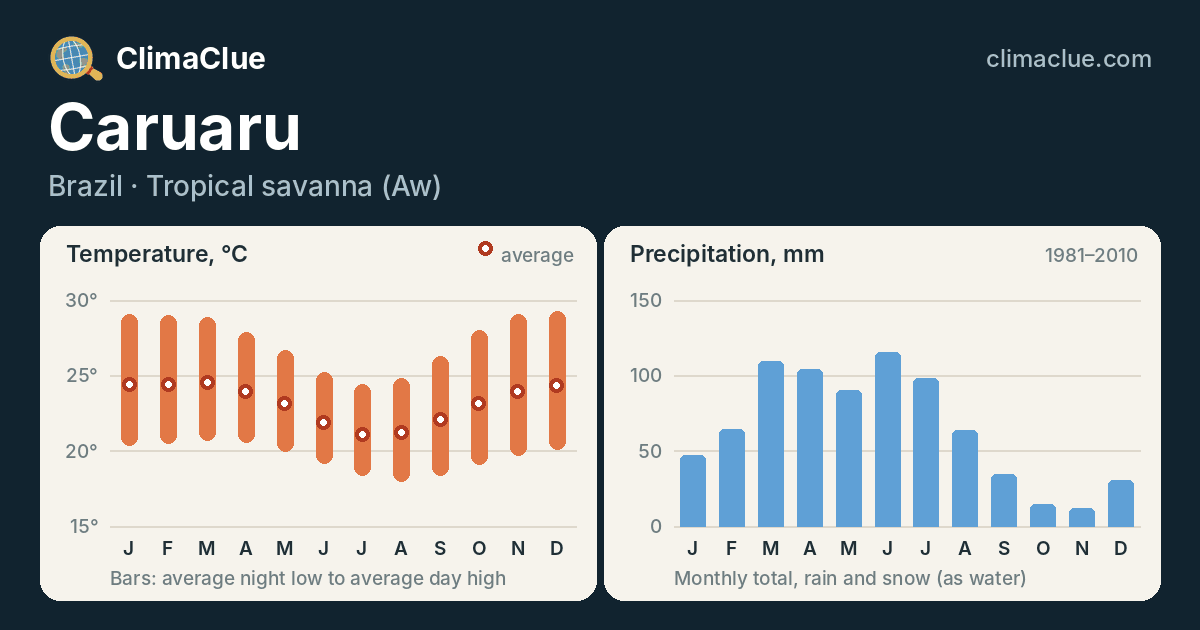 ClimaClue
climaclue.com
Caruaru
Brazil · Tropical savanna (Aw)
Temperature, °C
average
30°
25°
20°
15°
J F M A M J J A S O N D
Bars: average night low to average day high
Precipitation, mm
1981–2010
150
100
50
0
J F M A M J J A S O N D
Monthly total, rain and snow (as water)